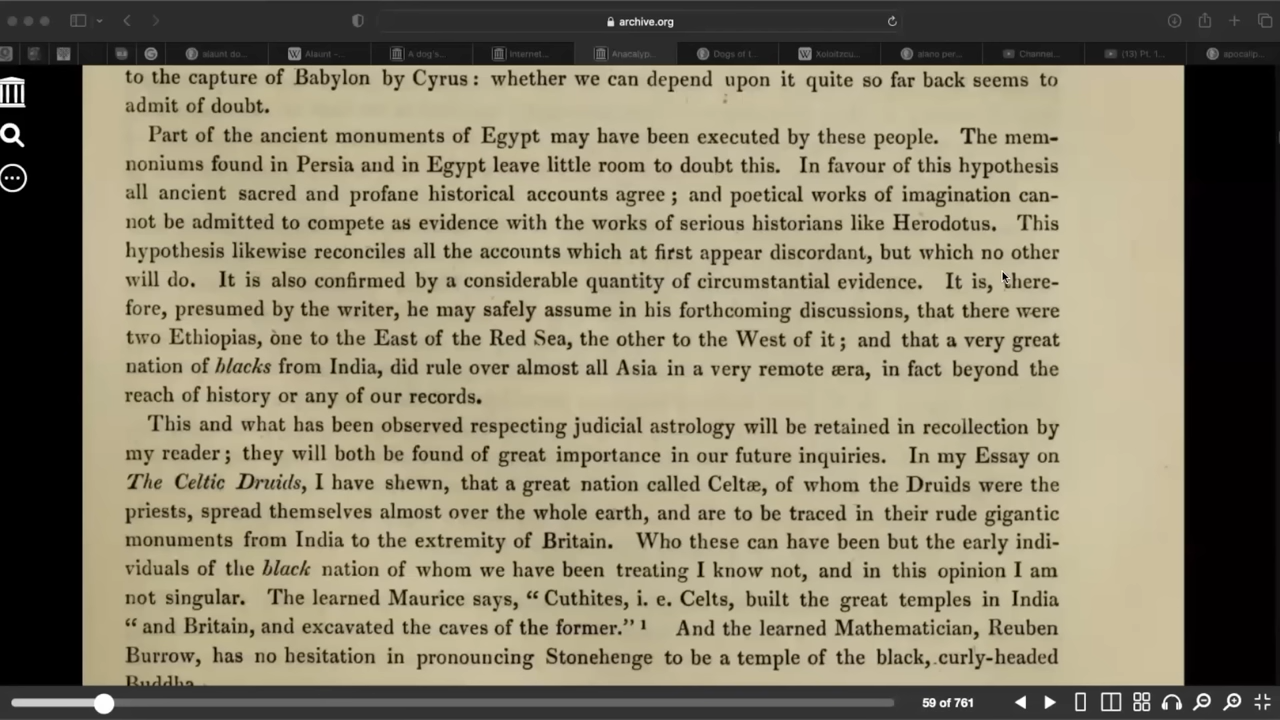 archive.org
alaunt do...
Alaunt -...
A dog's...
Internet...
Anacalyp...
Dogs of t...
Xoloitzcu...
alano per...
Channel...
(13) Pt. 1...
apocalip...
to the capture of Babylon by Cyrus : whether we can depend upon it quite so far back seems to
admit of doubt.
Part of the ancient monuments of Egypt may have been executed by these people. The mem-
noniums found in Persia and in Egypt leave little room to doubt this. In favour of this hypothesis
all ancient sacred and profane historical accounts agree ; and poetical works of imagination can-
not be admitted to compete as evidence with the works of serious historians like Herodotus. This
hypothesis likewise reconciles all the accounts which at first appear discordant, but which no other
will do. It is also confirmed by a considerable quantity of circumstantial evidence. It is, there-
fore, presumed by the writer, he may safely assume in his forthcoming discussions, that there were
two Ethiopias, one to the East of the Red Sea, the other to the West of it ; and that a very great
nation of blacks from India, did rule over almost all Asia in a very remote æra, in fact beyond the
reach of history or any of our records.
This and what has been observed respecting judicial astrology will be retained in recollection by
my reader ; they will both be found of great importance in our future inquiries. In my Essay on
The Celtic Druids, I have shewn, that a great nation called Celtæ, of whom the Druids were the
priests, spread themselves almost over the whole earth, and are to be traced in their rude gigantic
monuments from India to the extremity of Britain. Who these can have been but the early indi-
viduals of the black nation of whom we have been treating I know not, and in this opinion I am
not singular. The learned Maurice says, “ Cuthites, i. e. Celts, built the great temples in India
“ and Britain, and excavated the caves of the former.” 1 And the learned Mathematician, Reuben
Burrow, has no hesitation in pronouncing Stonehenge to be a temple of the black, curly-headed
Buddha.
59 of 761